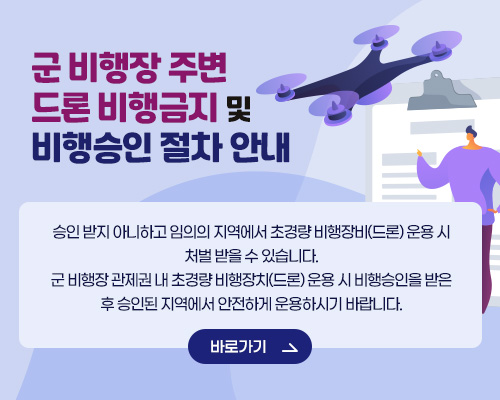 군 비행장 주변
드론 비행금지 및
비행승인 절차 안내
승인 받지 아니하고 임의의 지역에서 초경량 비행장비(드론) 운용 시
처벌 받을 수 있습니다.
군 비행장 관제권 내 초경량 비행장치(드론) 운용 시 비행승인을 받은
후 승인된 지역에서 안전하게 운용하시기 바랍니다.
바로가기